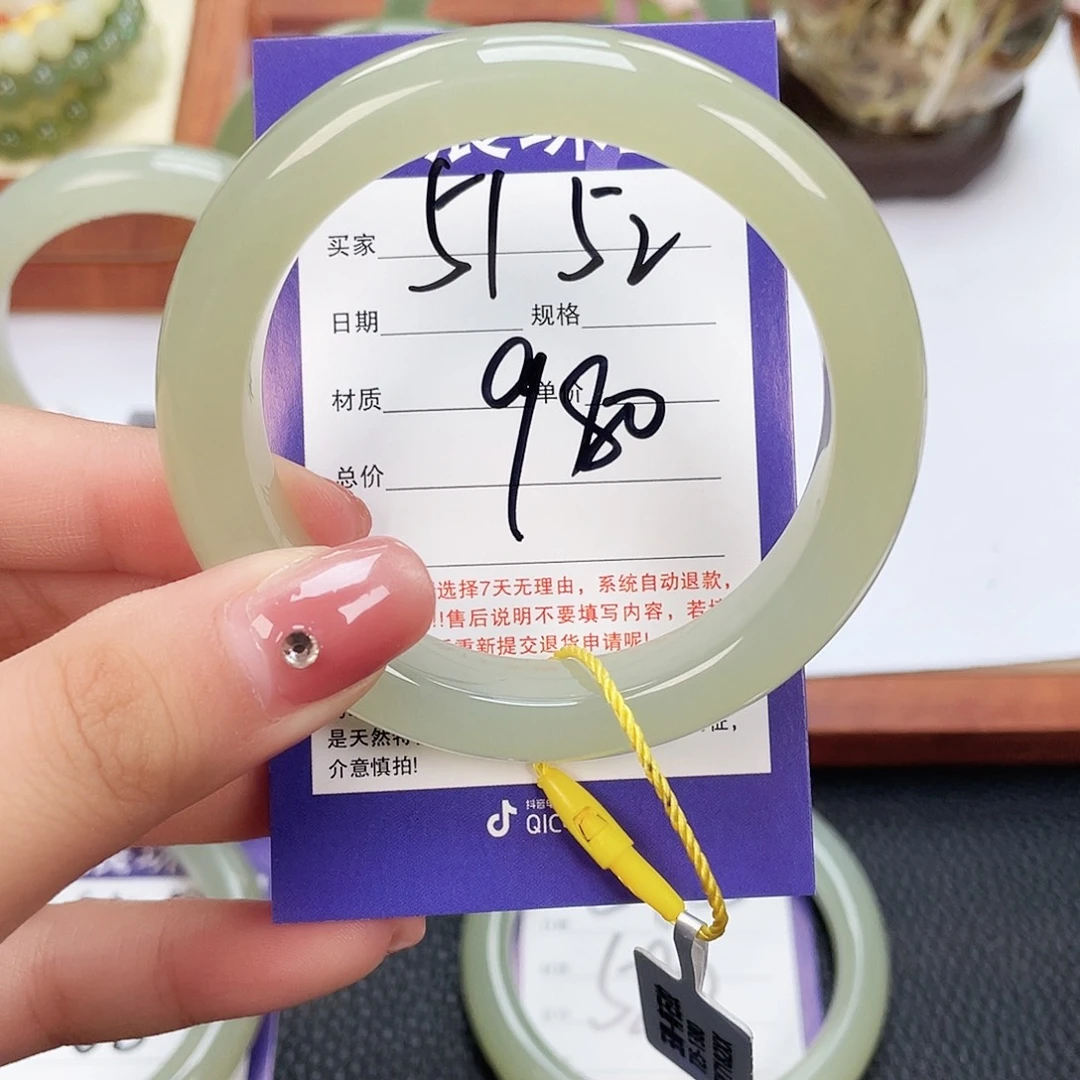 买家 51 52
日期 规格
材质 单价
980
总价
选择7天无理由，系统自动退款，
!!售后说明不要填写内容，若
重新提交退货申请呢!
是天然
介意慎拍!
抖音
QIC